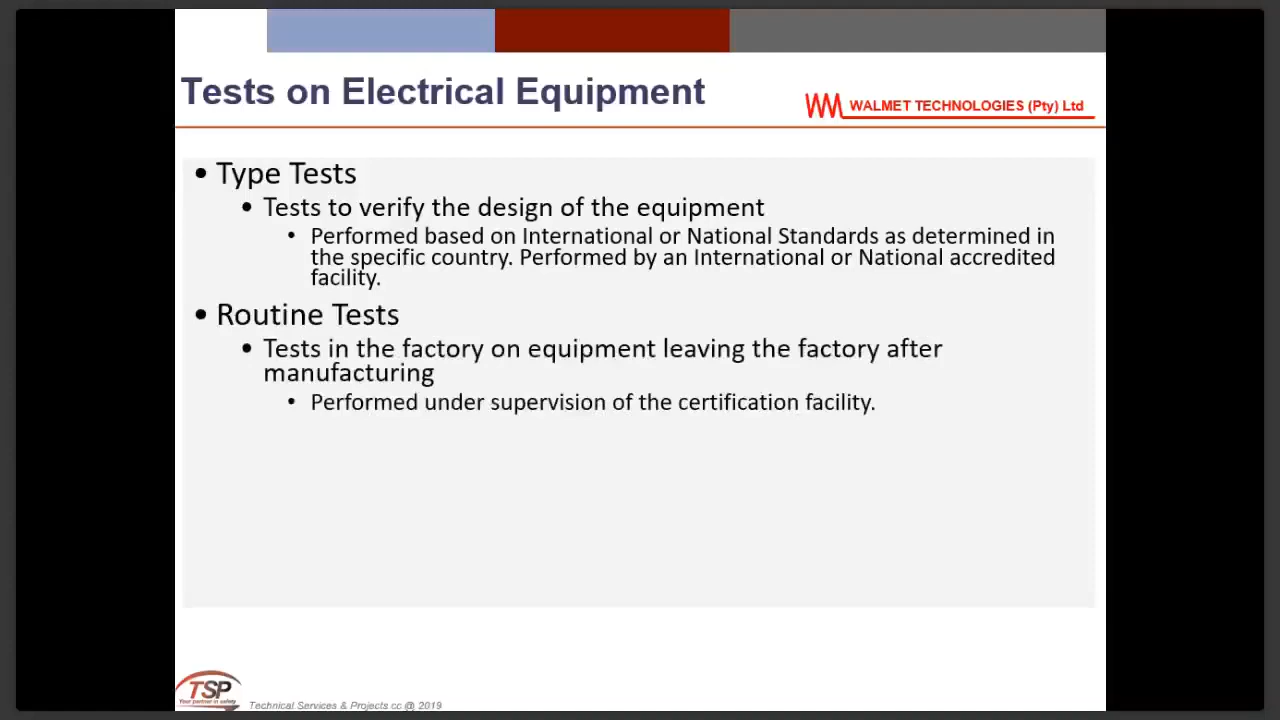 Tests on Electrical Equipment
WALMET TECHNOLOGIES (Pty) Ltd
• Type Tests
• Tests to verify the design of the equipment
• Performed based on International or National Standards as determined in
the specific country. Performed by an International or National accredited
facility.
• Routine Tests
• Tests in the factory on equipment leaving the factory after
manufacturing
• Performed under supervision of the certification facility.
TSP
Your partner in safety
Technical Services & Projects cc @ 2019